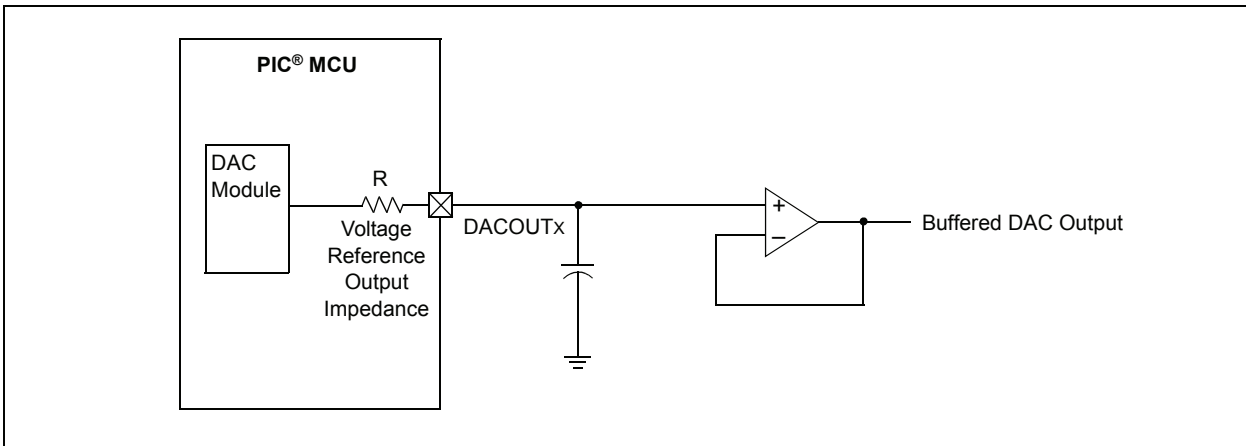 PIC® MCU
DAC
Module
R
Voltage
Reference
Output
Impedance
DACOUTX
+
–
Buffered DAC Output